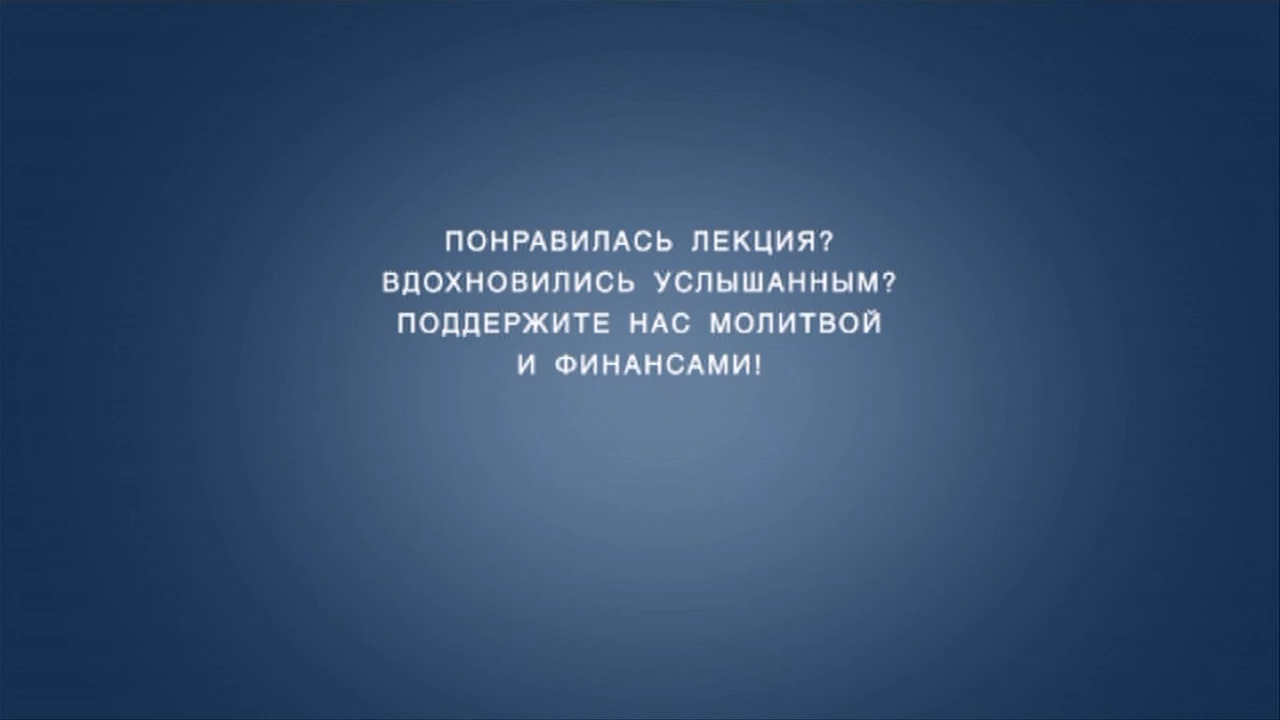 ПОНРАВИЛАСЬ ЛЕКЦИЯ?
ВДОХНОВИЛИСЬ УСЛЫШАННЫМ?
ПОДДЕРЖИТЕ НАС МОЛИТВОЙ
И ФИНАНСАМИ!